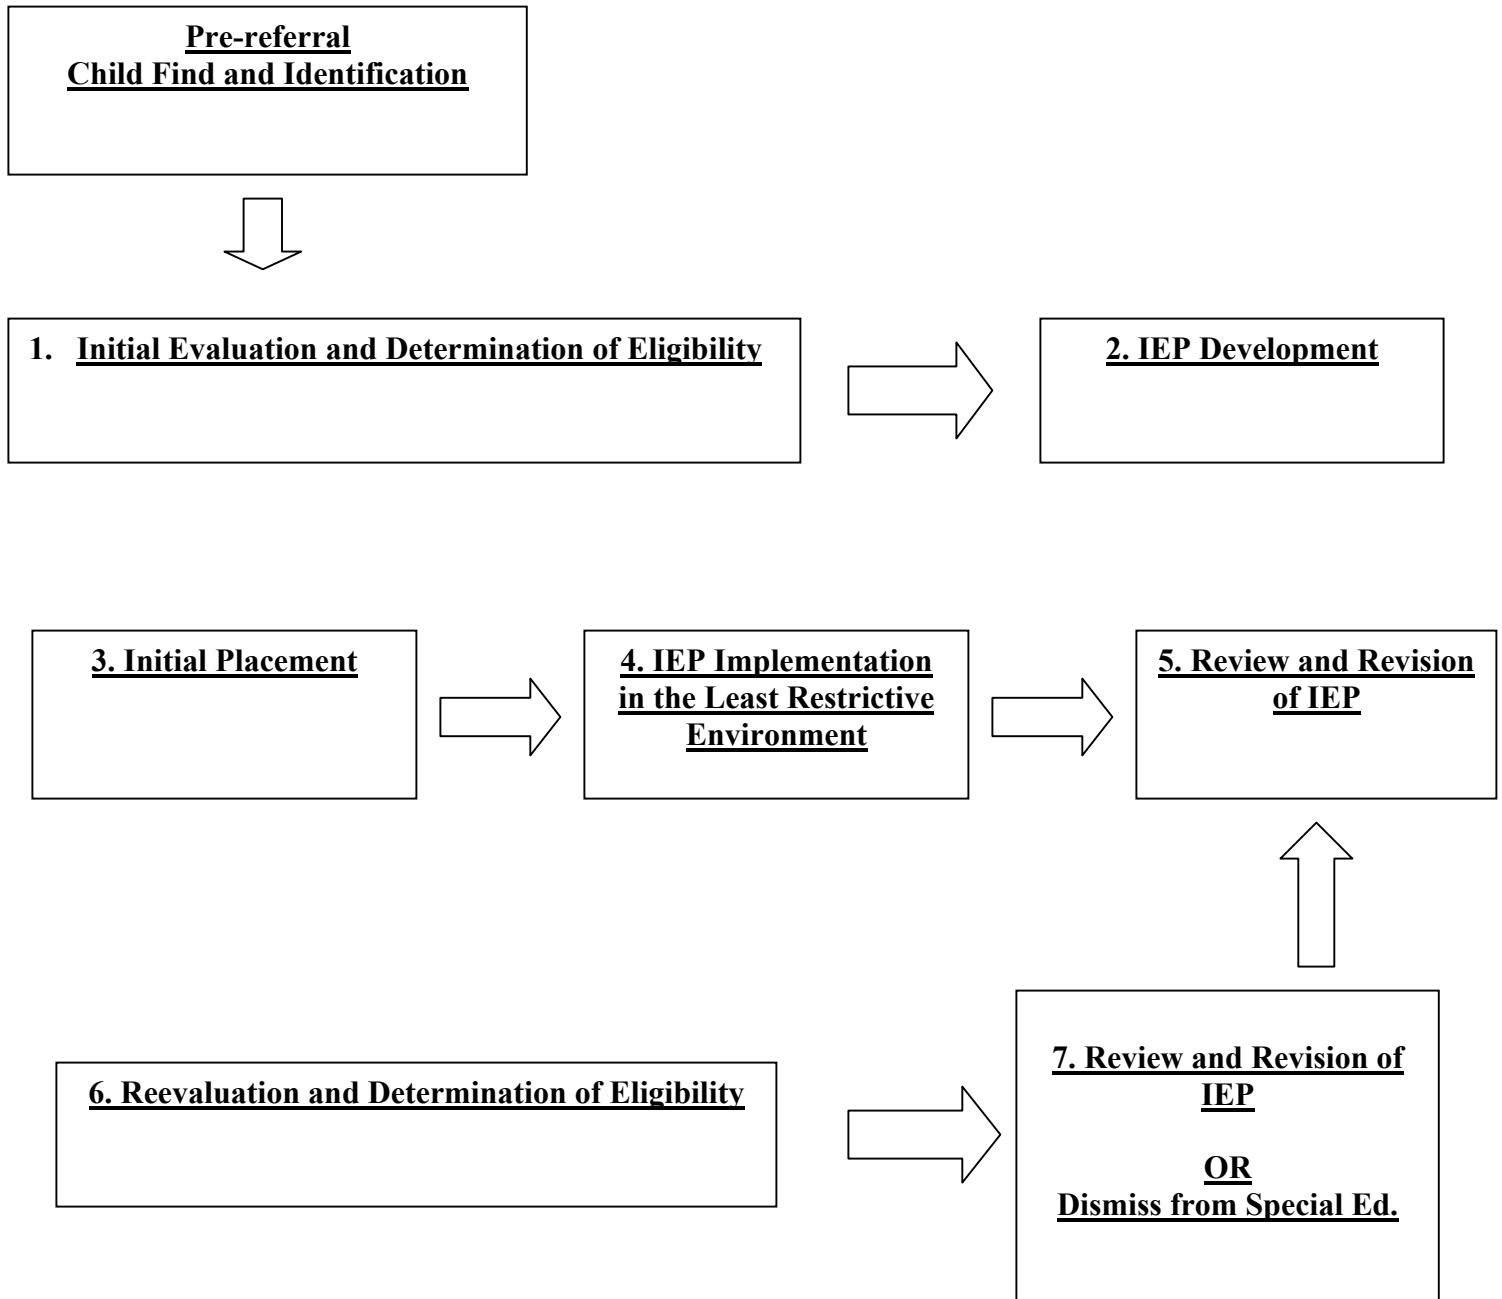 Pre-referral
Child Find and Identification
1. Initial Evaluation and Determination of Eligibility
2. IEP Development
3. Initial Placement
4. IEP Implementation
in the Least Restrictive
Environment
5. Review and Revision
of IEP
6. Reevaluation and Determination of Eligibility
7. Review and Revision of
IEP
OR
Dismiss from Special Ed.